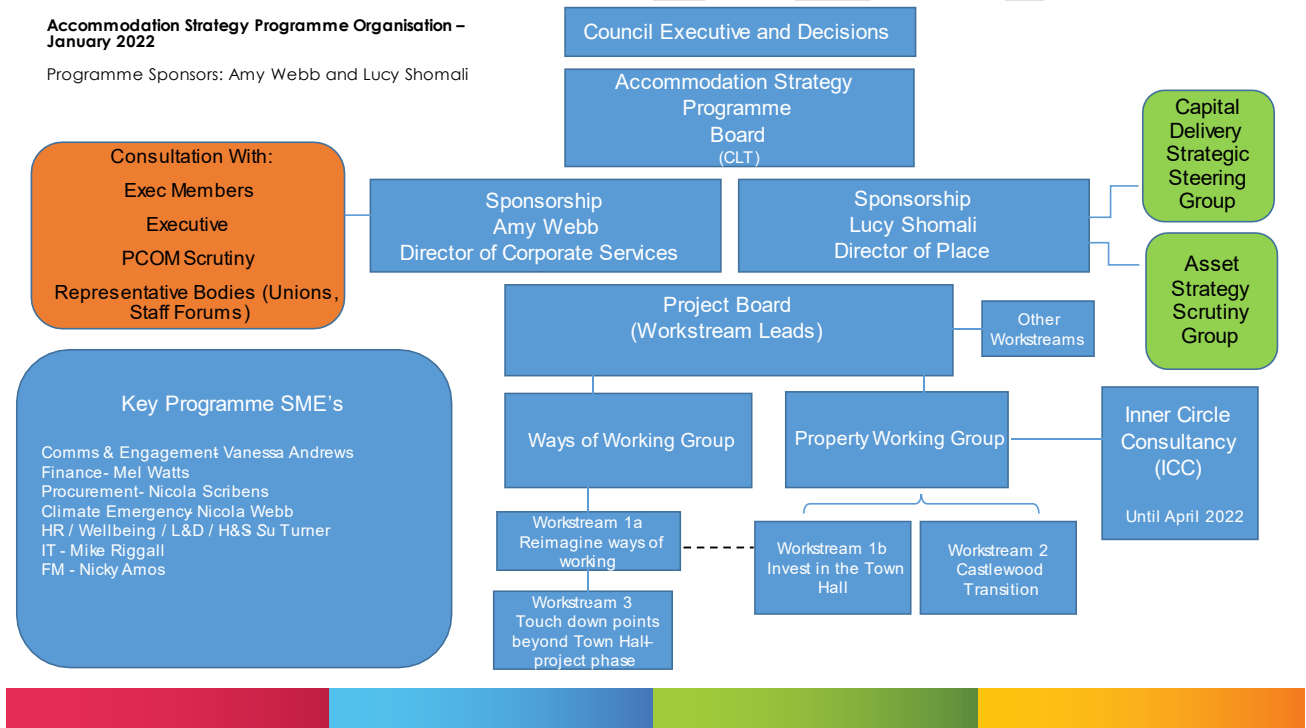 Accommodation Strategy Programme Organisation –
January 2022
Programme Sponsors: Amy Webb and Lucy Shomali
Council Executive and Decisions
Accommodation Strategy
Programme
Board
(CLT)
Capital
Delivery
Strategic
Steering
Group
Consultation With:
Exec Members
Executive
PCOM Scrutiny
Representative Bodies (Unions,
Staff Forums)
Sponsorship
Amy Webb
Director of Corporate Services
Sponsorship
Lucy Shomali
Director of Place
Asset
Strategy
Scrutiny
Group
Project Board
(Workstream Leads)
Other
Workstreams
Key Programme SME's
Comms & Engagement- Vanessa Andrews
Finance- Mel Watts
Procurement- Nicola Scribens
Climate Emergency- Nicola Webb
HR / Wellbeing / L&D / H&S- Su Turner
IT - Mike Riggall
FM - Nicky Amos
Ways of Working Group
Property Working Group
Inner Circle
Consultancy
(ICC)
Until April 2022
Workstream 1a
Reimagine ways of
working
Workstream 1b
Invest in the Town
Hall
Workstream 2
Castlewood
Transition
Workstream 3
Touch down points
beyond Town Hall–
project phase